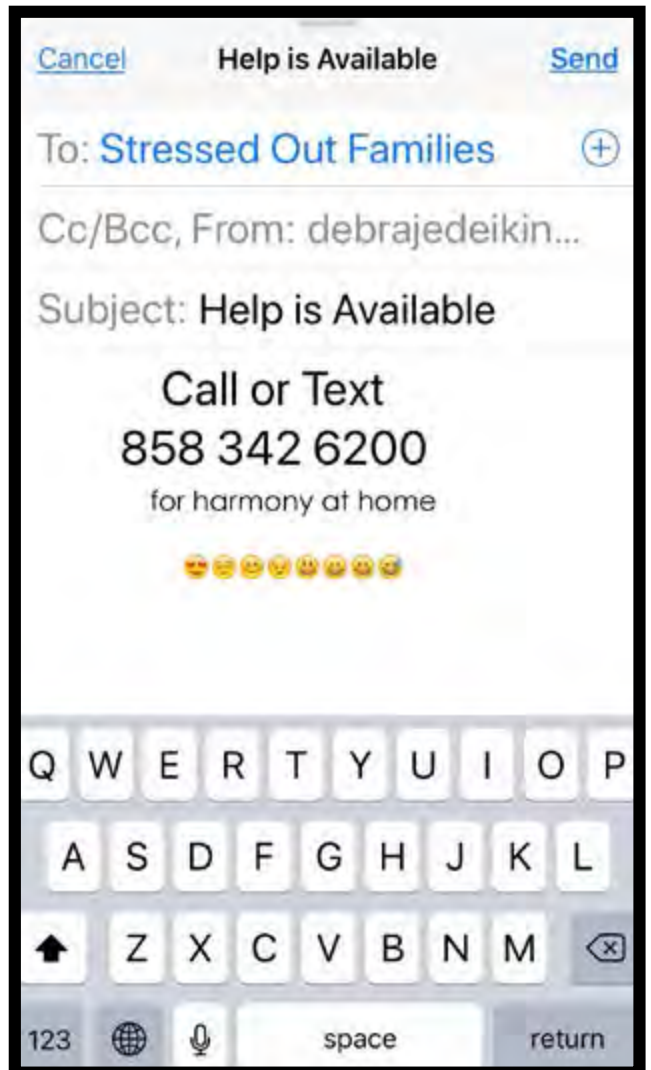 Cancel Help is Available Send
To: Stressed Out Families
Cc/Bcc, From: debrajedeikin...
Subject: Help is Available
Call or Text
858 342 6200
for harmony at home
😍😔😊😉😃😀😀😅
Q W E R T Y U I O P
A S D F G H J K L
Z X C V B N M
123 space return